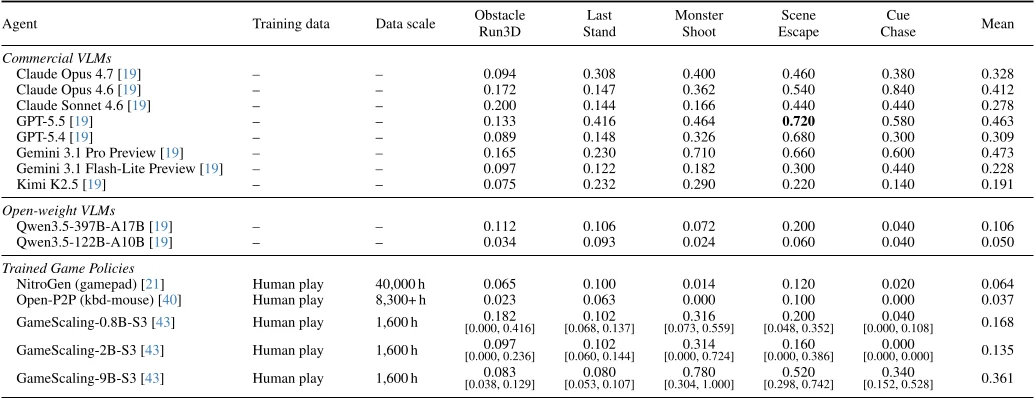 Agent Training data Data scale Obstacle Run3D Last Stand Monster Shoot Scene Escape Cue Chase Mean
Commercial VLMs
Claude Opus 4.7 [19] – – 0.094 0.308 0.400 0.460 0.380 0.328
Claude Opus 4.6 [19] – – 0.172 0.147 0.362 0.540 0.840 0.412
Claude Sonnet 4.6 [19] – – 0.200 0.144 0.166 0.440 0.440 0.278
GPT-5.5 [19] – – 0.133 0.416 0.464 0.720 0.580 0.463
GPT-5.4 [19] – – 0.089 0.148 0.326 0.680 0.300 0.309
Gemini 3.1 Pro Preview [19] – – 0.165 0.230 0.710 0.660 0.600 0.473
Gemini 3.1 Flash-Lite Preview [19] – – 0.097 0.122 0.182 0.300 0.440 0.228
Kimi K2.5 [19] – – 0.075 0.232 0.290 0.220 0.140 0.191
Open-weight VLMs
Qwen3.5-397B-A17B [19] – – 0.112 0.106 0.072 0.200 0.040 0.106
Qwen3.5-122B-A10B [19] – – 0.034 0.093 0.024 0.060 0.040 0.050
Trained Game Policies
NitroGen (gamepad) [21] Human play 40,000 h 0.065 0.100 0.014 0.120 0.020 0.064
Open-P2P (kbd-mouse) [40] Human play 8,300+ h 0.023 0.063 0.000 0.100 0.000 0.037
GameScaling-0.8B-S3 [43] Human play 1,600 h 0.182 0.102 0.316 0.200 0.040 0.168
[0.000, 0.416] [0.068, 0.137] [0.073, 0.559] [0.048, 0.352] [0.000, 0.108]
GameScaling-2B-S3 [43] Human play 1,600 h 0.097 0.102 0.314 0.160 0.000 0.135
[0.000, 0.236] [0.060, 0.144] [0.000, 0.724] [0.000, 0.386] [0.000, 0.000]
GameScaling-9B-S3 [43] Human play 1,600 h 0.083 0.080 0.780 0.520 0.340 0.361
[0.038, 0.129] [0.053, 0.107] [0.304, 1.000] [0.298, 0.742] [0.152, 0.528]